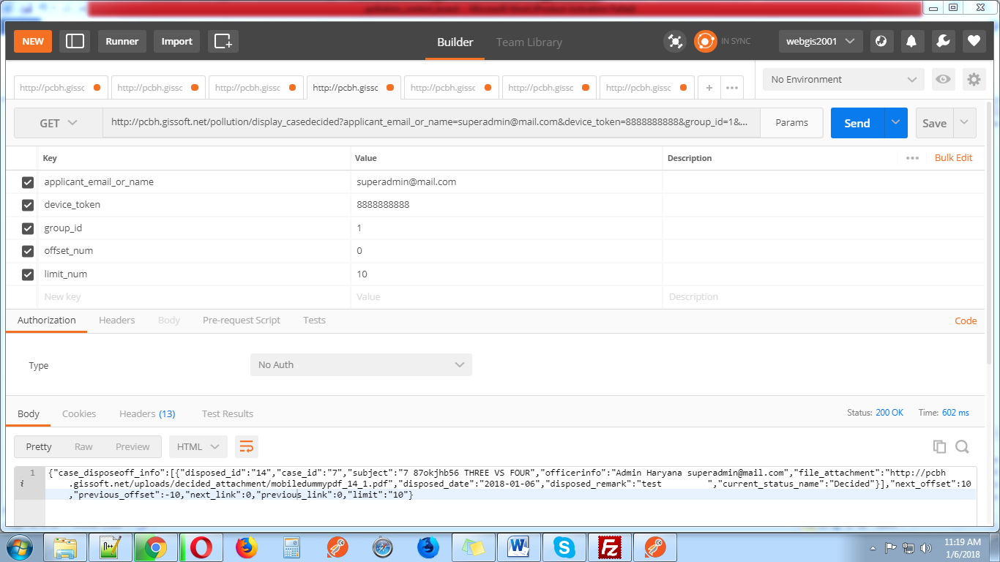 NEW
Runner
Import
Builder
Team Library
IN SYNC
webgis2001
http://pcbh.gissc
http://pcbh.gissc
http://pcbh.gissc
http://pcbh.gissc
http://pcbh.gissc
http://pcbh.gissc
http://pcbh.gissc
+
•••
No Environment
GET
http://pcbh.gissoft.net/pollution/display_casedecided?applicant_email_or_name=superadmin@mail.com&device_token=8888888888&group_id=1&...
Params
Send
Save
Key Value Description ••• Bulk Edit
applicant_email_or_name superadmin@mail.com
device_token 8888888888
group_id 1
offset_num 0
limit_num 10
New key Value Description
Authorization Headers Body Pre-request Script Tests Code
Type No Auth
Body Cookies Headers (13) Test Results Status: 200 OK Time: 602 ms
Pretty Raw Preview HTML
1 {"case_disposeoff_info":[{"disposed_id":"14","case_id":"7","subject":"7 87okjhb56 THREE VS FOUR","officerinfo":"Admin Haryana superadmin@mail.com","file_attachment":"http://pcbh
i .gissoft.net/uploads/decided_attachment/mobiledummypdf_14_1.pdf","disposed_date":"2018-01-06","disposed_remark":"test         ","current_status_name":"Decided"}],"next_offset":10
,"previous_offset":-10,"next_link":0,"previous_link":0,"limit":"10"}
11:19 AM
1/6/2018